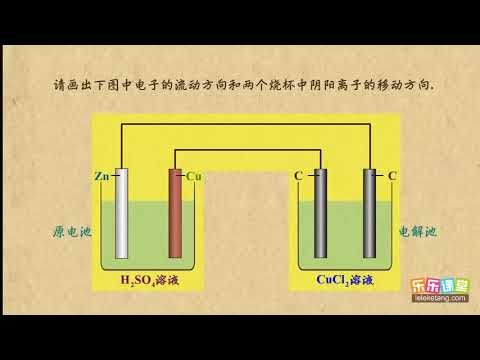 请画出下图中电子的流动方向和两个烧杯中阴阳离子的移动方向.
Zn Cu C C
原电池 电解池
H₂SO₄溶液 CuCl₂溶液
乐乐课堂
leleketang.com